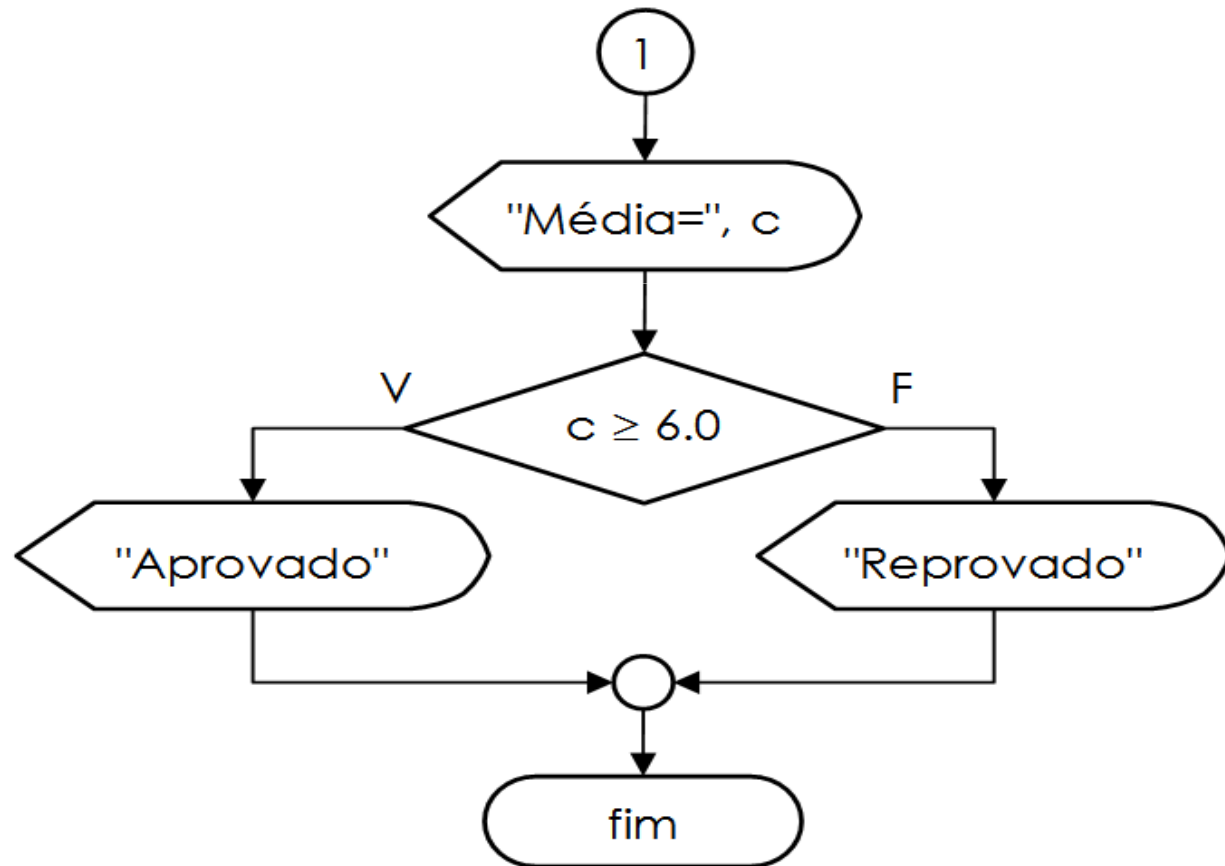 1
"Média=", c
V
F
c ≥ 6.0
"Aprovado"
"Reprovado"
fim